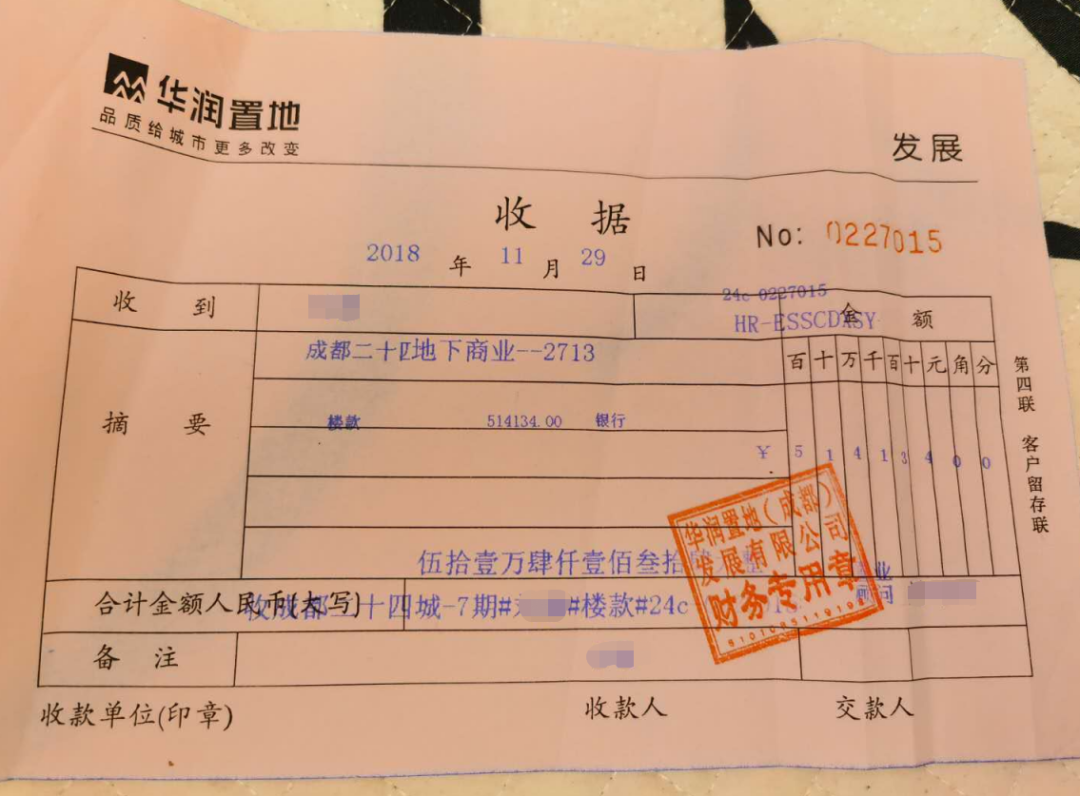 华润置地
品质给城市更多改变
发展
收 据
No: 0227015
2018 年 11 月 29 日
收 到
24c-0227015
HR-ESSCDXSY
金 额
成都二十 地下商业--2713
百 十 万 千 百 十 元 角 分
摘 要
楼款 514134.00 银行
¥ 5 1 4 1 3 4 0 0
第四联 客户留存联
华润置地(成都)
发展有限公司
财务专用章
伍拾壹万肆仟壹佰叁拾
合计金额人民币(大写)
收成都二十四城-7期# #楼款#24c
顾问
备 注
收款单位(印章)
收款人
交款人